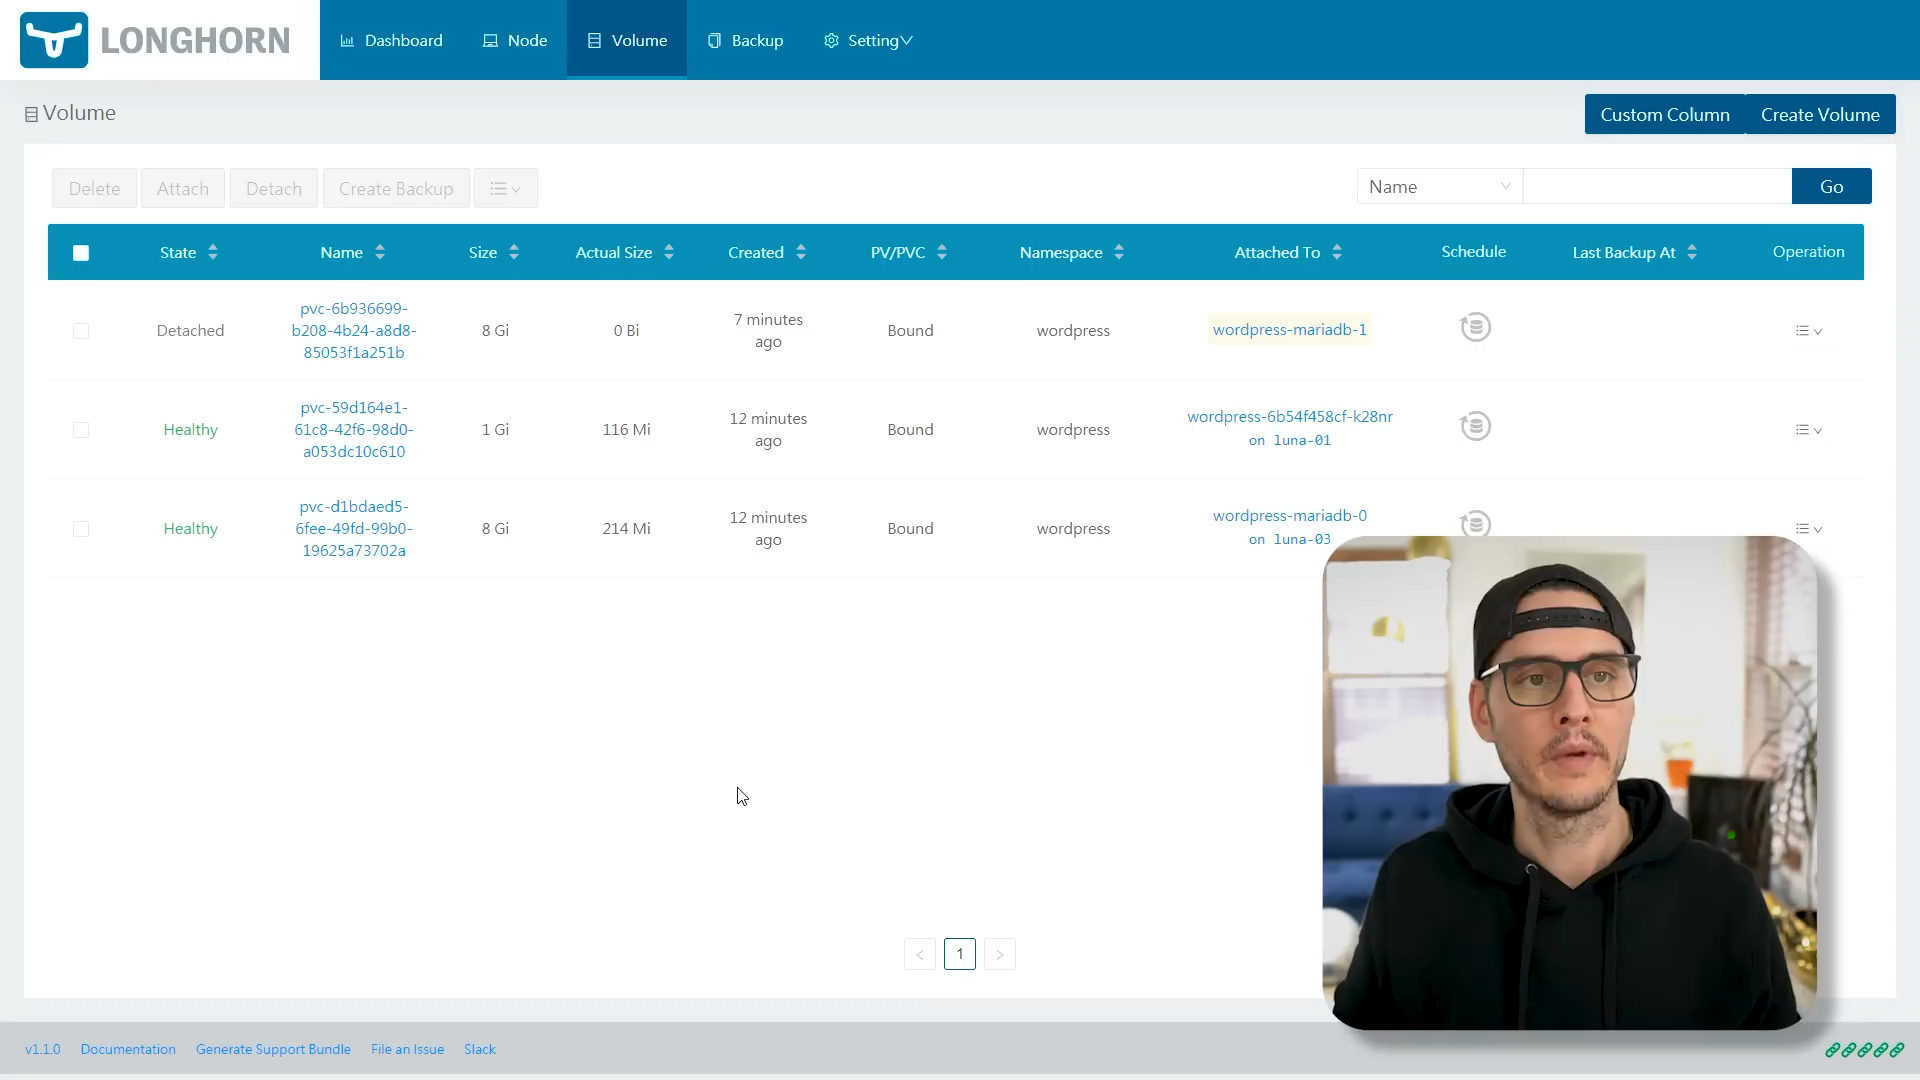 LONGHORN
Dashboard
Node
Volume
Backup
Setting
Volume
Custom Column
Create Volume
Delete
Attach
Detach
Create Backup
Name
Go
State
Name
Size
Actual Size
Created
PV/PVC
Namespace
Attached To
Schedule
Last Backup At
Operation
Detached
pvc-6b936699-
b208-4b24-a8d8-
85053f1a251b
8 Gi
0 Bi
7 minutes
ago
Bound
wordpress
wordpress-mariadb-1
Healthy
pvc-59d164e1-
61c8-42f6-98d0-
a053dc10c610
1 Gi
116 Mi
12 minutes
ago
Bound
wordpress
wordpress-6b54f458cf-k28nr
on luna-01
Healthy
pvc-d1bdaed5-
6fee-49fd-99b0-
19625a73702a
8 Gi
214 Mi
12 minutes
ago
Bound
wordpress
wordpress-mariadb-0
on luna-03
1
v1.1.0
Documentation
Generate Support Bundle
File an Issue
Slack